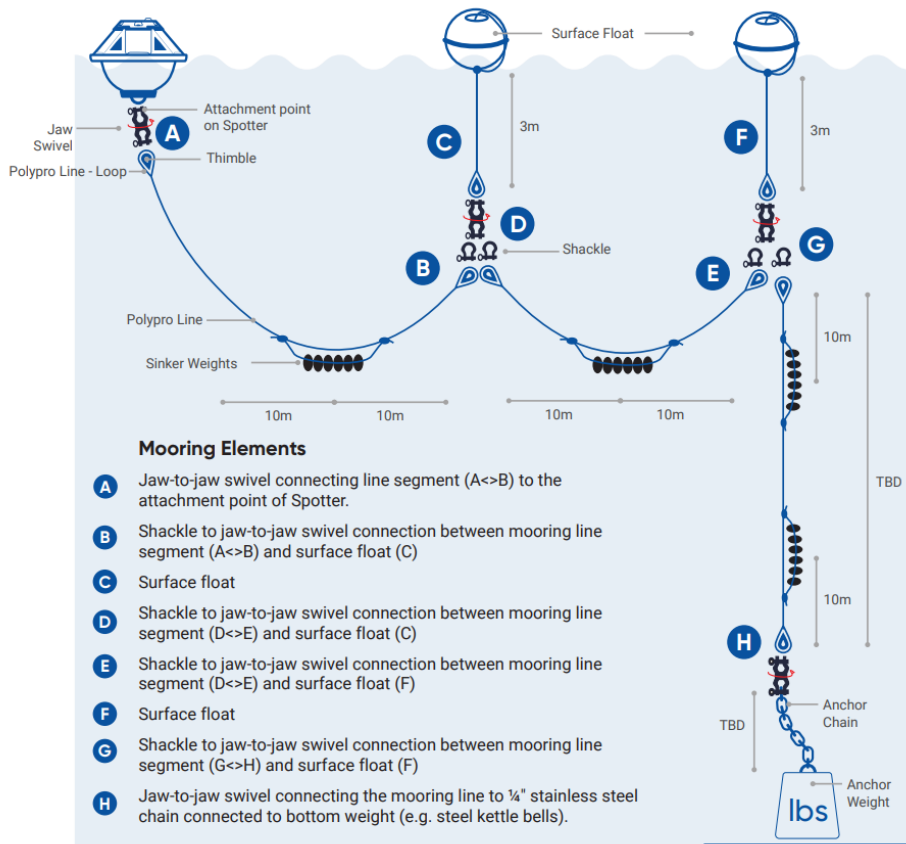 Surface Float
Attachment point
on Spotter
Jaw
Swivel
A
Thimble
Polypro Line - Loop
C
3m
F
3m
D
G
Shackle
B
E
Polypro Line
Sinker Weights
10m
10m
10m
10m
10m
TBD
10m
Mooring Elements
A
Jaw-to-jaw swivel connecting line segment (A<>B) to the
attachment point of Spotter.
B
Shackle to jaw-to-jaw swivel connection between mooring line
segment (A<>B) and surface float (C)
C
Surface float
D
Shackle to jaw-to-jaw swivel connection between mooring line
segment (D<>E) and surface float (C)
E
Shackle to jaw-to-jaw swivel connection between mooring line
segment (D<>E) and surface float (F)
F
Surface float
G
Shackle to jaw-to-jaw swivel connection between mooring line
segment (G<>H) and surface float (F)
H
Jaw-to-jaw swivel connecting the mooring line to ¼" stainless steel
chain connected to bottom weight (e.g. steel kettle bells).
H
TBD
Anchor
Chain
Anchor
Weight
lbs